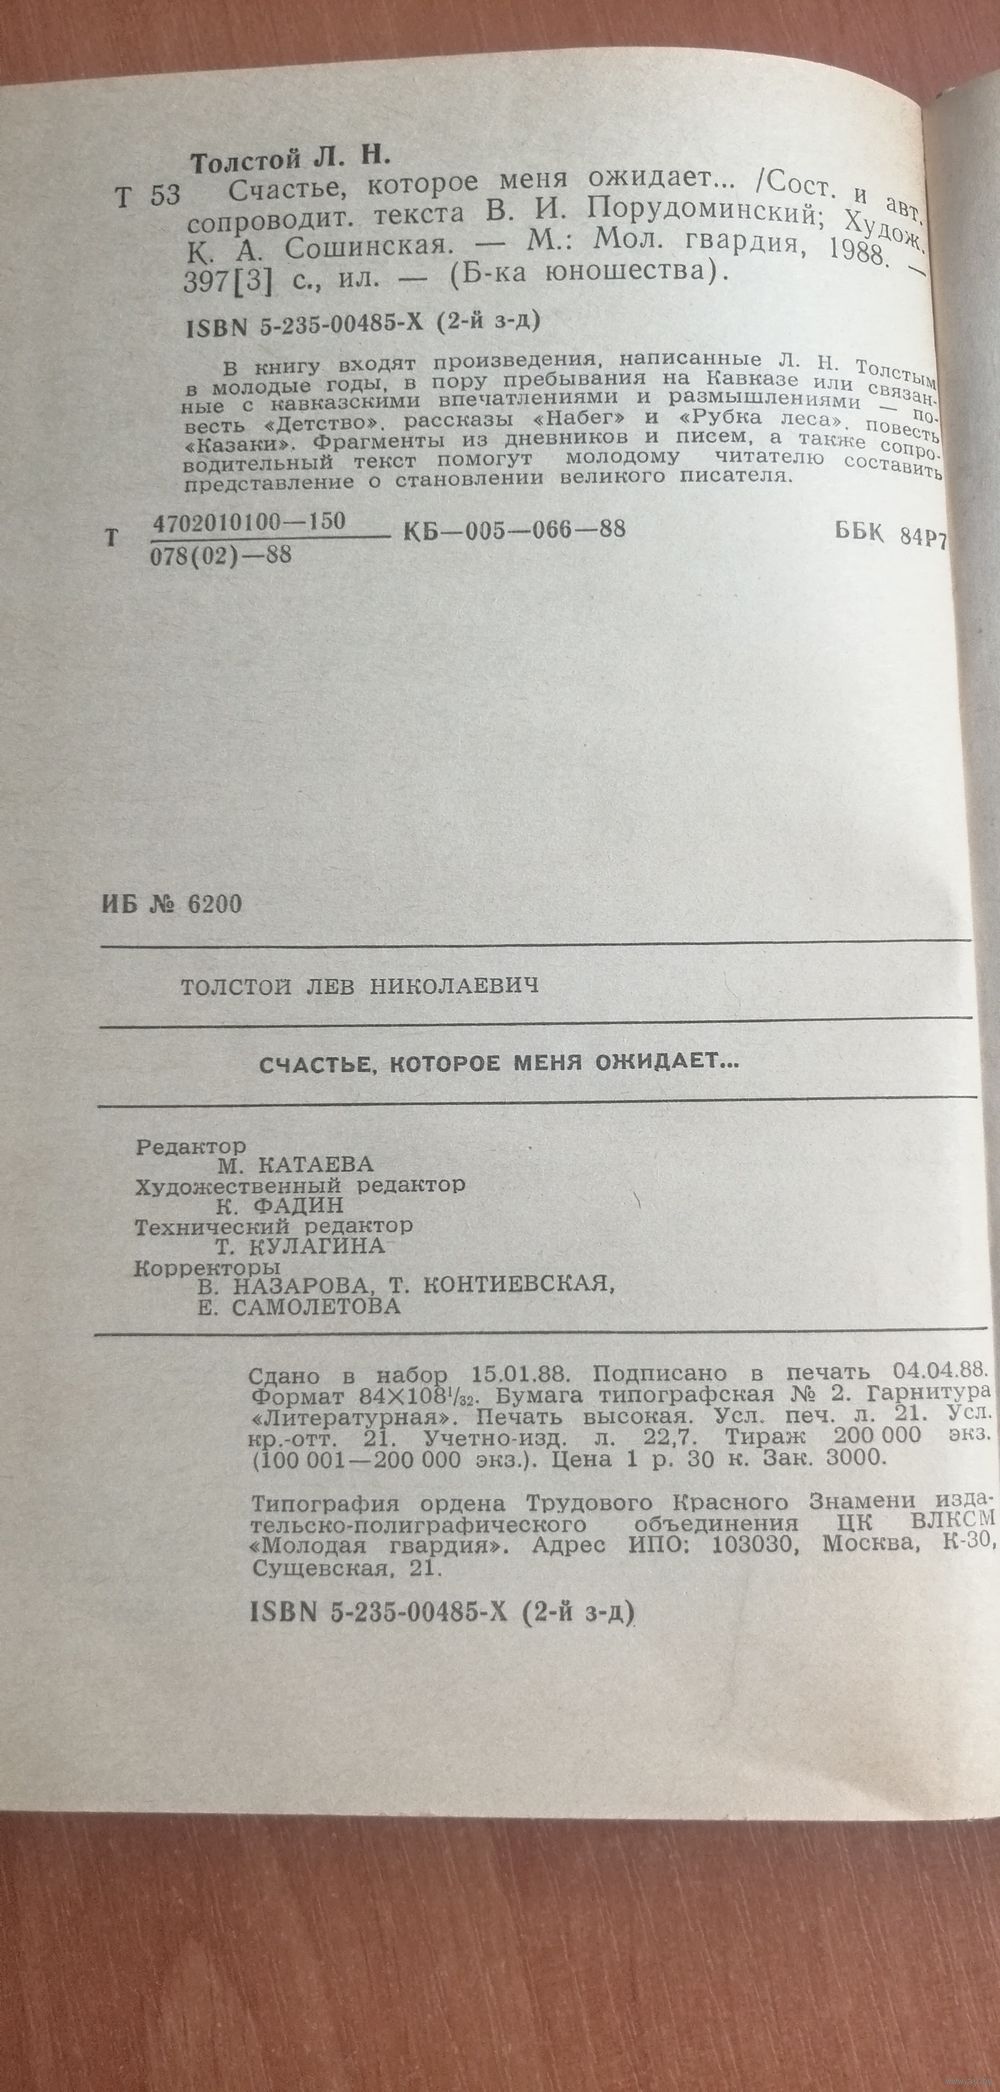 Толстой Л. Н.
Т 53 Счастье, которое меня ожидает... /Сост. и авт.
сопроводит. текста В. И. Порудоминский; Худож.
К. А. Сошинская. — М.: Мол. гвардия, 1988. —
397[3] с., ил. — (Б-ка юношества).
ISBN 5-235-00485-X (2-й з-д)
В книгу входят произведения, написанные Л. Н. Толстым
в молодые годы, в пору пребывания на Кавказе или связан-
ные с кавказскими впечатлениями и размышлениями — по-
весть «Детство», рассказы «Набег» и «Рубка леса», повесть
«Казаки». Фрагменты из дневников и писем, а также сопро-
водительный текст помогут молодому читателю составить
представление о становлении великого писателя.
Т 4702010100—150 КБ—005—066—88 ББК 84Р7
078(02)—88
ИБ № 6200
ТОЛСТОЙ ЛЕВ НИКОЛАЕВИЧ
СЧАСТЬЕ, КОТОРОЕ МЕНЯ ОЖИДАЕТ...
Редактор
М. КАТАЕВА
Художественный редактор
К. ФАДИН
Технический редактор
Т. КУЛАГИНА
Корректоры
В. НАЗАРОВА, Т. КОНТИЕВСКАЯ,
Е. САМОЛЕТОВА
Сдано в набор 15.01.88. Подписано в печать 04.04.88.
Формат 84×108¹/₃₂. Бумага типографская № 2. Гарнитура
«Литературная». Печать высокая. Усл. печ. л. 21. Усл.
кр.-отт. 21. Учетно-изд. л. 22,7. Тираж 200 000 экз.
(100 001—200 000 экз.). Цена 1 р. 30 к. Зак. 3000.
Типография ордена Трудового Красного Знамени изда-
тельско-полиграфического объединения ЦК ВЛКСМ
«Молодая гвардия». Адрес ИПО: 103030, Москва, К-30,
Сущевская, 21.
ISBN 5-235-00485-X (2-й з-д)